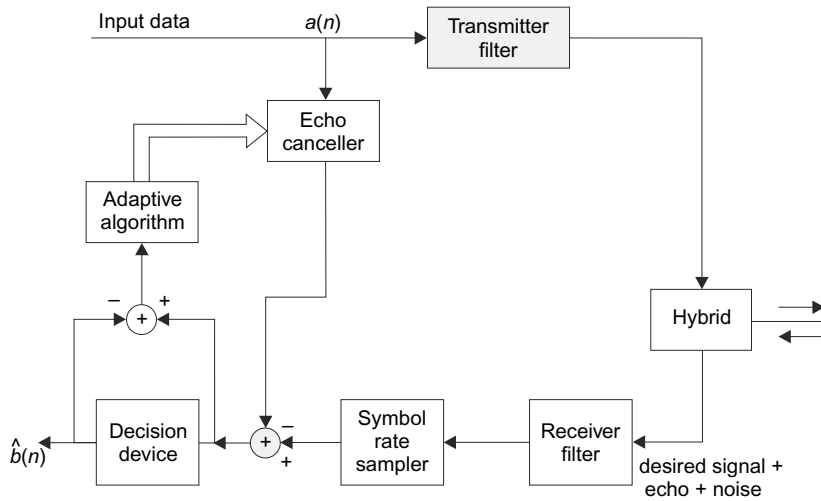 Input data
a(n)
Transmitter
filter
Echo
canceller
Adaptive
algorithm
− +
+
Hybrid
b̂(n)
Decision
device
+
−
+
Symbol
rate
sampler
Receiver
filter
desired signal +
echo + noise